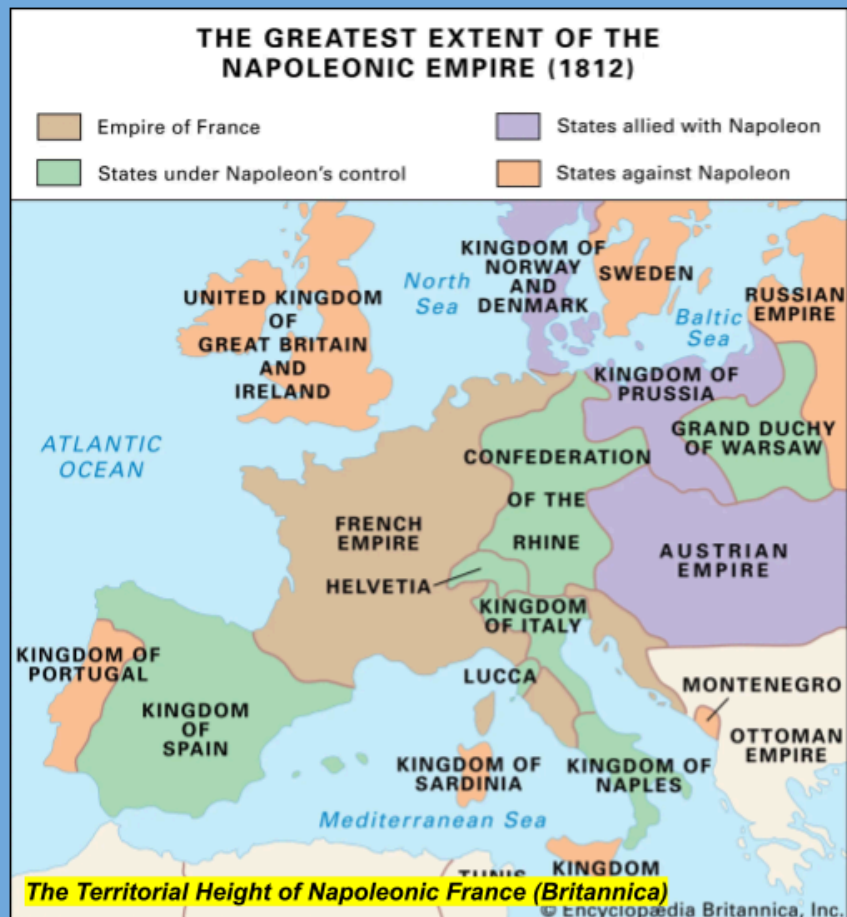 THE GREATEST EXTENT OF THE
NAPOLEONIC EMPIRE (1812)
Empire of France
States allied with Napoleon
States under Napoleon's control
States against Napoleon
KINGDOM OF
NORWAY
AND
DENMARK
SWEDEN
North
Sea
UNITED KINGDOM
OF
GREAT BRITAIN
AND
IRELAND
RUSSIAN
EMPIRE
Baltic
Sea
KINGDOM OF
PRUSSIA
GRAND DUCHY
OF WARSAW
ATLANTIC
OCEAN
CONFEDERATION
OF THE
RHINE
FRENCH
EMPIRE
AUSTRIAN
EMPIRE
HELVETIA
KINGDOM
OF ITALY
KINGDOM OF
PORTUGAL
LUCCA
MONTENEGRO
KINGDOM
OF
SPAIN
OTTOMAN
EMPIRE
KINGDOM OF
SARDINIA
KINGDOM OF
NAPLES
Mediterranean Sea
TUNIS
KINGDOM
The Territorial Height of Napoleonic France (Britannica)
© Encyclopædia Britannica, Inc.